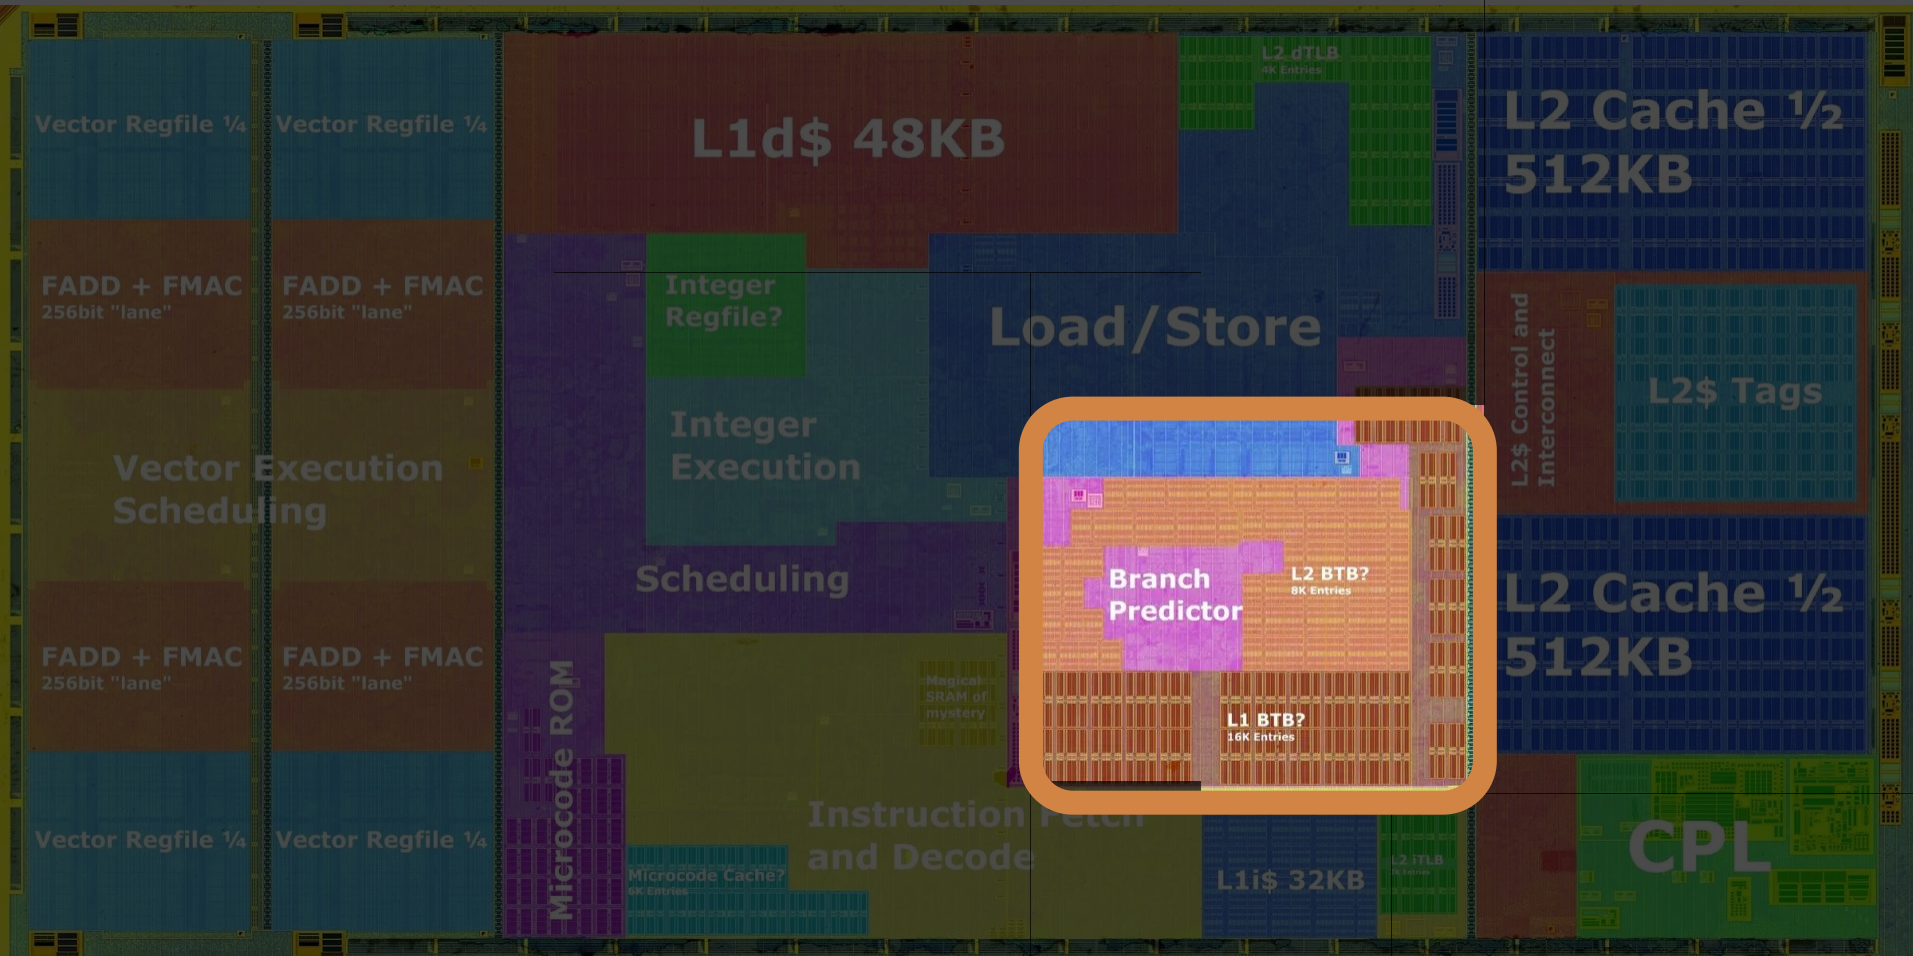 Vector Regfile ¼
Vector Regfile ¼
L1d$ 48KB
L2 dTLB
4K Entries
L2 Cache ½
512KB
FADD + FMAC
256bit "lane"
FADD + FMAC
256bit "lane"
Integer
Regfile?
Load/Store
L2$ Control and
Interconnect
L2$ Tags
Integer
Execution
Vector Execution
Scheduling
Scheduling
Branch
Predictor
L2 BTB?
8K Entries
L2 Cache ½
512KB
FADD + FMAC
256bit "lane"
FADD + FMAC
256bit "lane"
Microcode ROM
Magical
SRAM of
mystery
L1 BTB?
16K Entries
Vector Regfile ¼
Vector Regfile ¼
Instruction Fetch
and Decode
Microcode Cache?
6K Entries
L1i$ 32KB
L2 iTLB
Entries
CPL